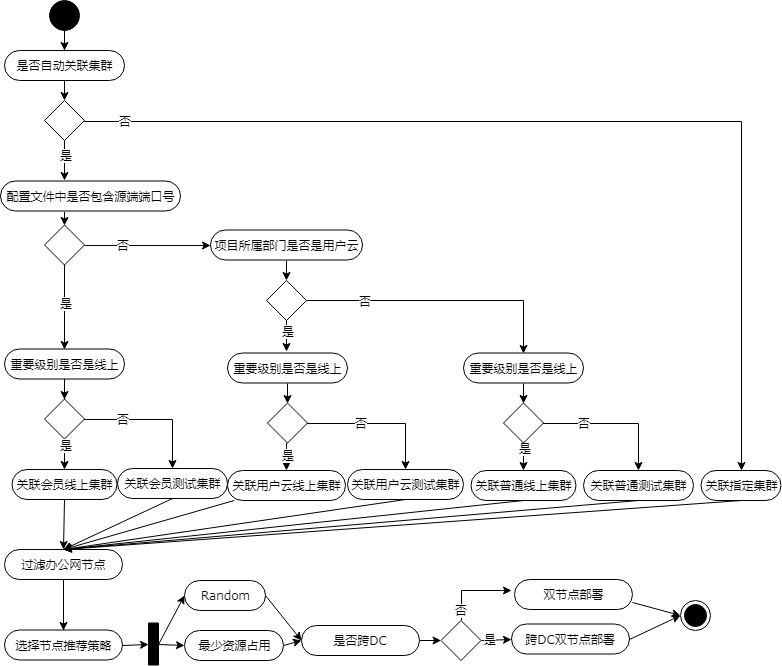 是否自动关联集群
否
是
配置文件中是否包含源端端口号
否
项目所属部门是否是用户云
是
否
是
重要级别是否是线上
重要级别是否是线上
重要级别是否是线上
否
否
否
是
是
是
关联会员线上集群
关联会员测试集群
关联用户云线上集群
关联用户云测试集群
关联普通线上集群
关联普通测试集群
关联指定集群
过滤办公网节点
选择节点推荐策略
Random
最少资源占用
是否跨DC
否
是
双节点部署
跨DC双节点部署